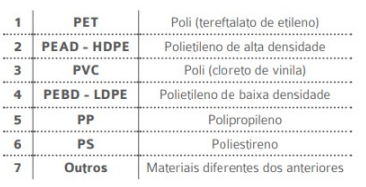 1 PET Poli (tereftalato de etileno)
2 PEAD - HDPE Polietileno de alta densidade
3 PVC Poli (cloreto de vinila)
4 PEBD - LDPE Polietileno de baixa densidade
5 PP Polipropileno
6 PS Poliestireno
7 Outros Materiais diferentes dos anteriores